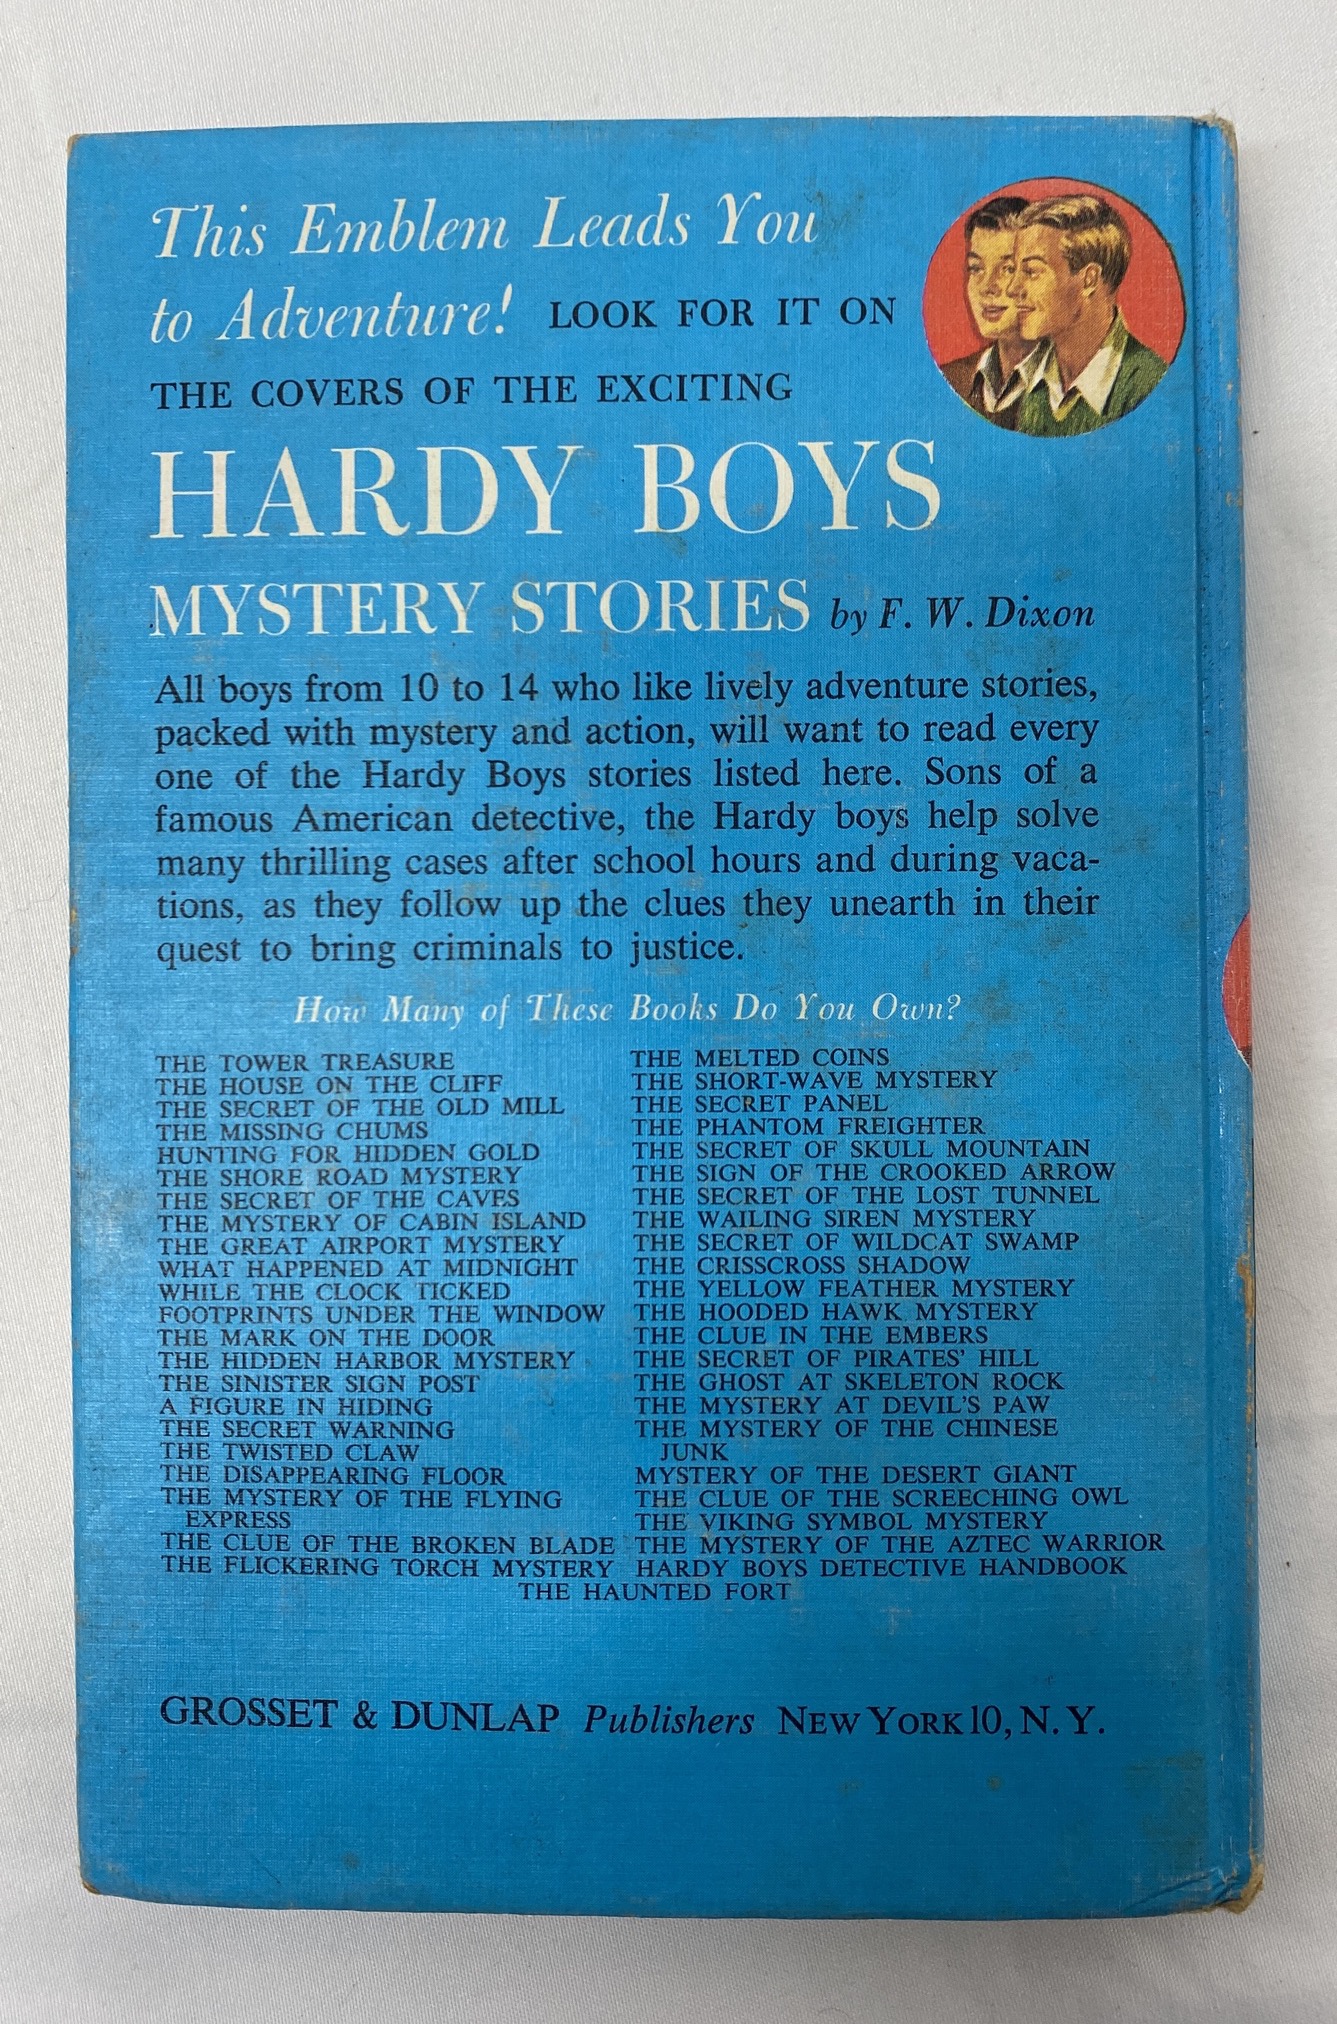 This Emblem Leads You
to Adventure! LOOK FOR IT ON
THE COVERS OF THE EXCITING
HARDY BOYS
MYSTERY STORIES by F. W. Dixon
All boys from 10 to 14 who like lively adventure stories,
packed with mystery and action, will want to read every
one of the Hardy Boys stories listed here. Sons of a
famous American detective, the Hardy boys help solve
many thrilling cases after school hours and during vaca-
tions, as they follow up the clues they unearth in their
quest to bring criminals to justice.
How Many of These Books Do You Own?
THE TOWER TREASURE
THE HOUSE ON THE CLIFF
THE SECRET OF THE OLD MILL
THE MISSING CHUMS
HUNTING FOR HIDDEN GOLD
THE SHORE ROAD MYSTERY
THE SECRET OF THE CAVES
THE MYSTERY OF CABIN ISLAND
THE GREAT AIRPORT MYSTERY
WHAT HAPPENED AT MIDNIGHT
WHILE THE CLOCK TICKED
FOOTPRINTS UNDER THE WINDOW
THE MARK ON THE DOOR
THE HIDDEN HARBOR MYSTERY
THE SINISTER SIGN POST
A FIGURE IN HIDING
THE SECRET WARNING
THE TWISTED CLAW
THE DISAPPEARING FLOOR
THE MYSTERY OF THE FLYING
EXPRESS
THE CLUE OF THE BROKEN BLADE
THE FLICKERING TORCH MYSTERY
THE MELTED COINS
THE SHORT-WAVE MYSTERY
THE SECRET PANEL
THE PHANTOM FREIGHTER
THE SECRET OF SKULL MOUNTAIN
THE SIGN OF THE CROOKED ARROW
THE SECRET OF THE LOST TUNNEL
THE WAILING SIREN MYSTERY
THE SECRET OF WILDCAT SWAMP
THE CRISSCROSS SHADOW
THE YELLOW FEATHER MYSTERY
THE HOODED HAWK MYSTERY
THE CLUE IN THE EMBERS
THE SECRET OF PIRATES' HILL
THE GHOST AT SKELETON ROCK
THE MYSTERY AT DEVIL'S PAW
THE MYSTERY OF THE CHINESE
JUNK
MYSTERY OF THE DESERT GIANT
THE CLUE OF THE SCREECHING OWL
THE VIKING SYMBOL MYSTERY
THE MYSTERY OF THE AZTEC WARRIOR
HARDY BOYS DETECTIVE HANDBOOK
THE HAUNTED FORT
GROSSET & DUNLAP Publishers NEW YORK 10, N. Y.